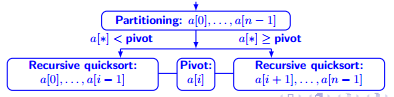 Partitioning: a[0], . . . , a[n − 1]
a[*] < pivot
a[*] ≥ pivot
Recursive quicksort:
a[0], . . . , a[i − 1]
Pivot:
a[i]
Recursive quicksort:
a[i + 1], . . . , a[n − 1]